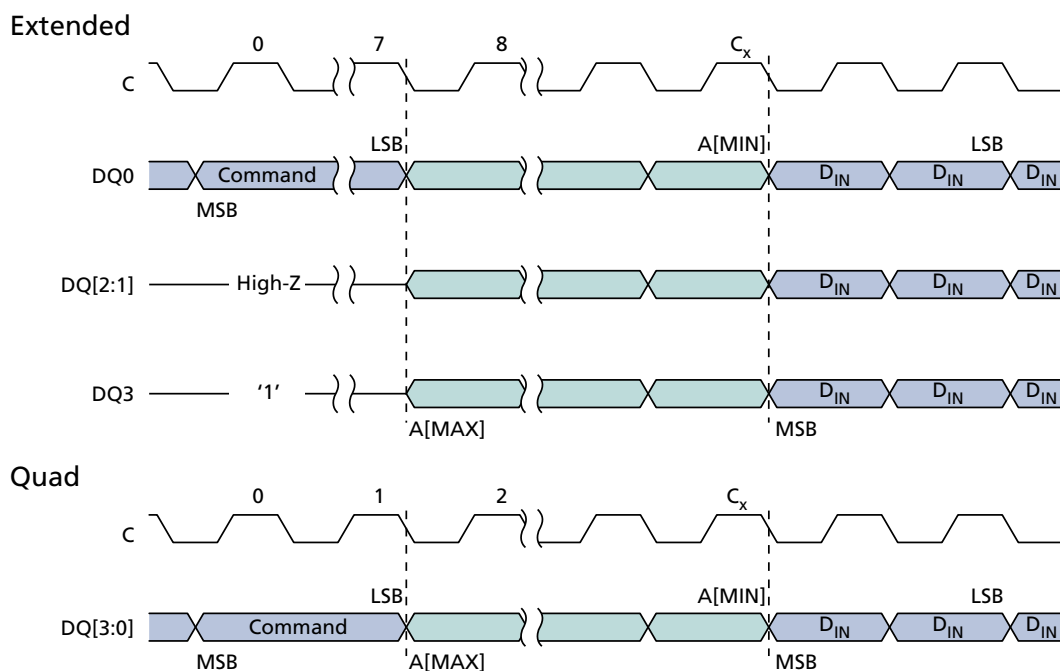 Extended
0 7 8 Cx
C
LSB A[MIN] LSB
DQ0 Command DIN DIN DIN
MSB
DQ[2:1] High-Z DIN DIN DIN
DQ3 '1' DIN DIN DIN
A[MAX] MSB
Quad
0 1 2 Cx
C
LSB A[MIN] LSB
DQ[3:0] Command DIN DIN DIN
MSB A[MAX] MSB